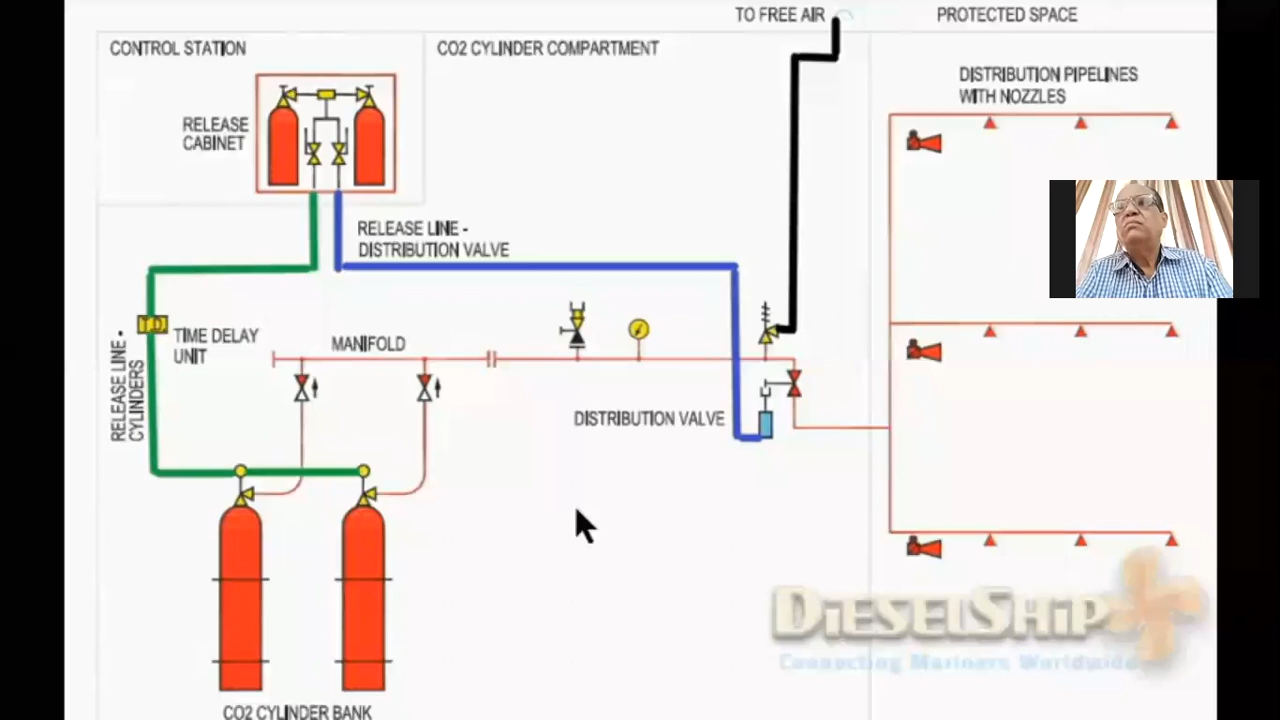 TO FREE AIR
PROTECTED SPACE
CONTROL STATION
CO2 CYLINDER COMPARTMENT
DISTRIBUTION PIPELINES
WITH NOZZLES
RELEASE
CABINET
RELEASE LINE -
DISTRIBUTION VALVE
TD
TIME DELAY
UNIT
MANIFOLD
RELEASE LINE -
CYLINDERS
DISTRIBUTION VALVE
DIESELSHIP
Connecting Mariners Worldwide
CO2 CYLINDER BANK